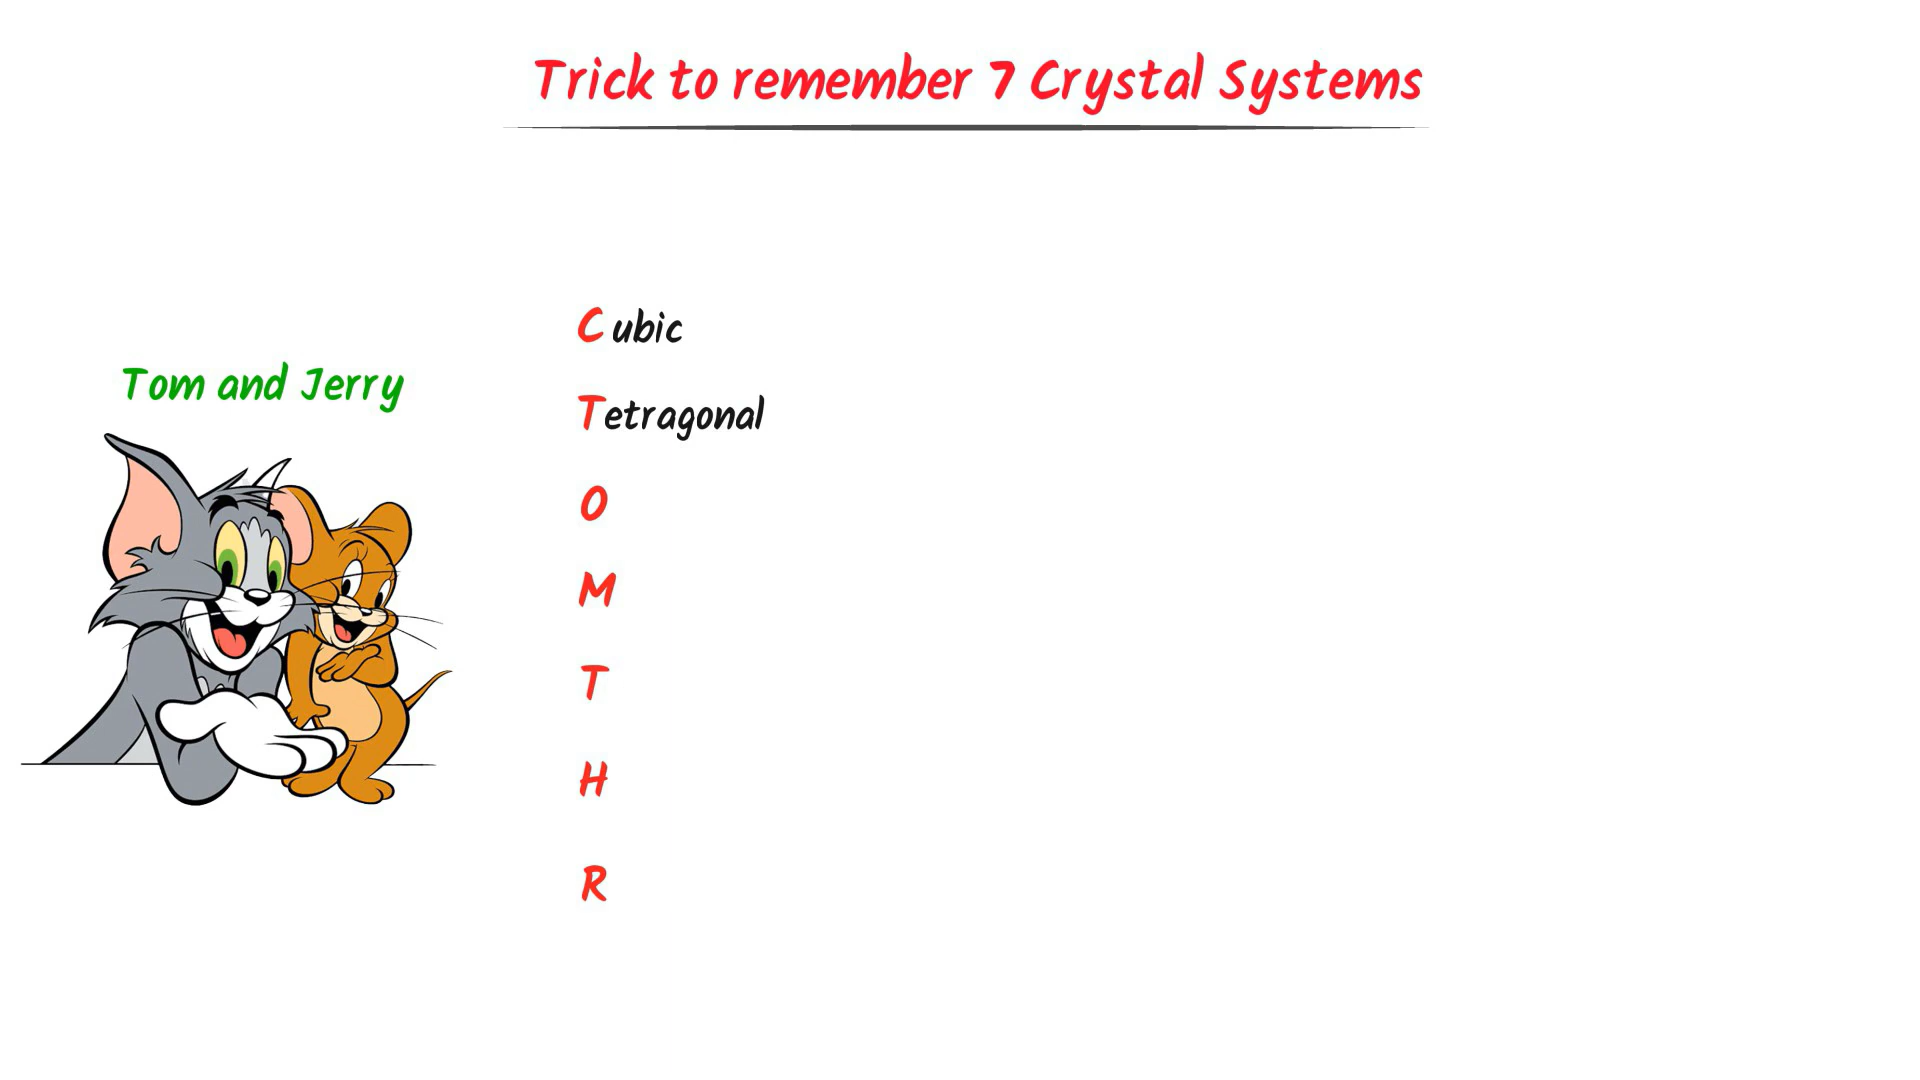 Trick to remember 7 Crystal Systems
Tom and Jerry
Cubic
Tetragonal
O
M
T
H
R